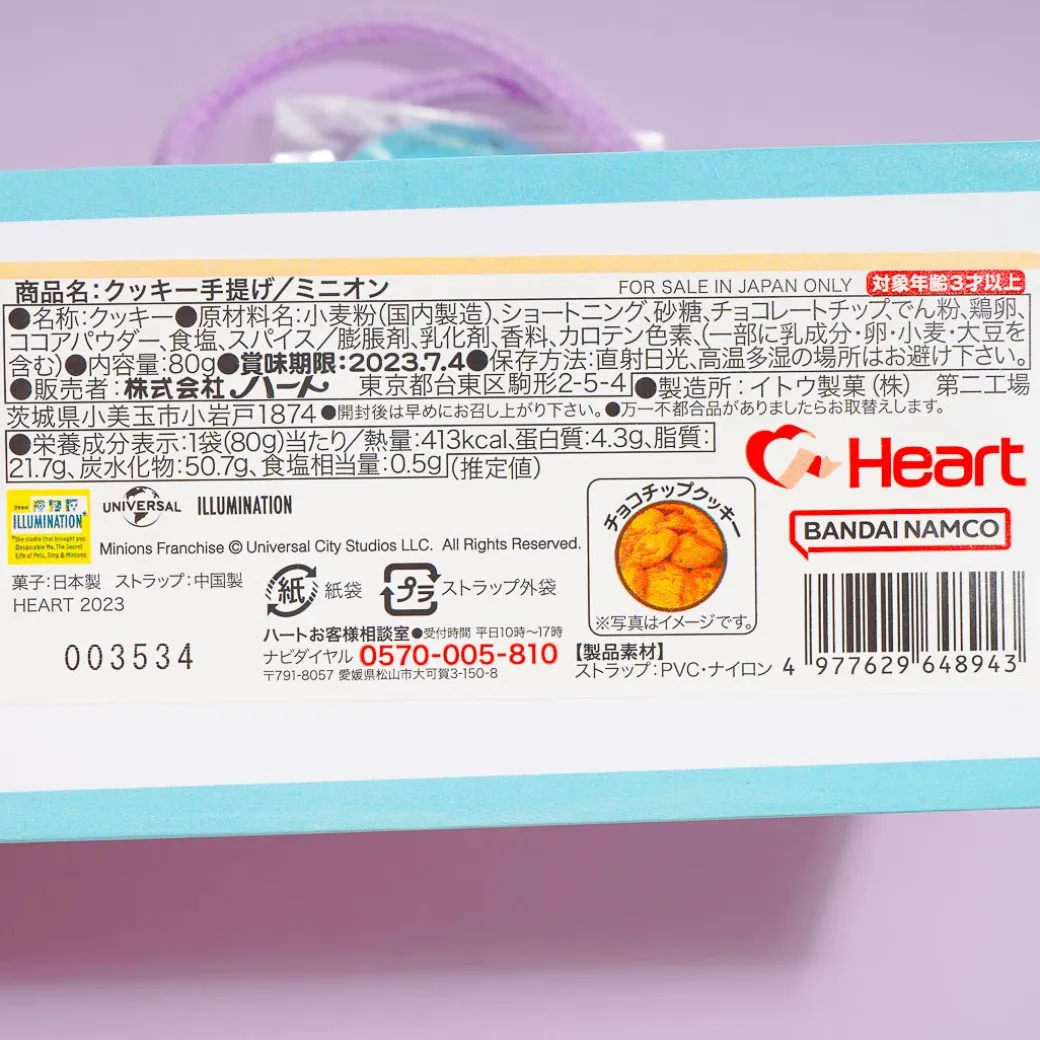 商品名:クッキー手提げ/ミニオン
FOR SALE IN JAPAN ONLY
対象年齢3才以上
●名称:クッキー●原材料名:小麦粉(国内製造)、ショートニング、砂糖、チョコレートチップ、でん粉、鶏卵、
ココアパウダー、食塩、スパイス/膨脹剤、乳化剤、香料、カロテン色素、(一部に乳成分・卵・小麦・大豆を
含む)●内容量:80g●賞味期限:2023.7.4●保存方法:直射日光、高温多湿の場所はお避け下さい。
●販売者:株式会社ハート 東京都台東区駒形2-5-4 ●製造所:イトウ製菓(株) 第二工場
茨城県小美玉市小岩戸1874 ●開封後は早めにお召し上がり下さい。●万一不都合品がありましたらお取替えします。
●栄養成分表示:1袋(80g)当たり/熱量:413kcal、蛋白質:4.3g、脂質:
21.7g、炭水化物:50.7g、食塩相当量:0.5g(推定値)
Heart
BANDAI NAMCO
ILLUMINATION
The studio that brought you
Despicable Me, The Secret
Life of Pets, Sing & Minions
UNIVERSAL ILLUMINATION
Minions Franchise © Universal City Studios LLC. All Rights Reserved.
菓子:日本製 ストラップ:中国製
HEART 2023
紙 紙袋
プラ ストラップ外袋
チョコチップクッキー
※写真はイメージです。
003534
ハートお客様相談室●受付時間 平日10時〜17時
ナビダイヤル 0570-005-810
〒791-8057 愛媛県松山市大可賀3-150-8
【製品素材】
ストラップ:PVC・ナイロン
4 977629 648943